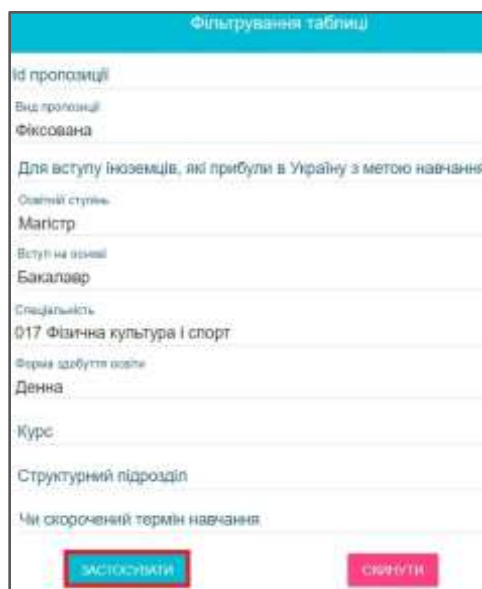 Фільтрування таблиці
Id пропозиції
Вид пропозиції
Фіксована
Для вступу іноземців, які прибули в Україну з метою навчання
Освітній ступінь
Магістр
Вступ на основі
Бакалавр
Спеціальність
017 Фізична культура і спорт
Форма здобуття освіти
Денна
Курс
Структурний підрозділ
Чи скорочений термін навчання
ЗАСТОСУВАТИ
СКИНУТИ